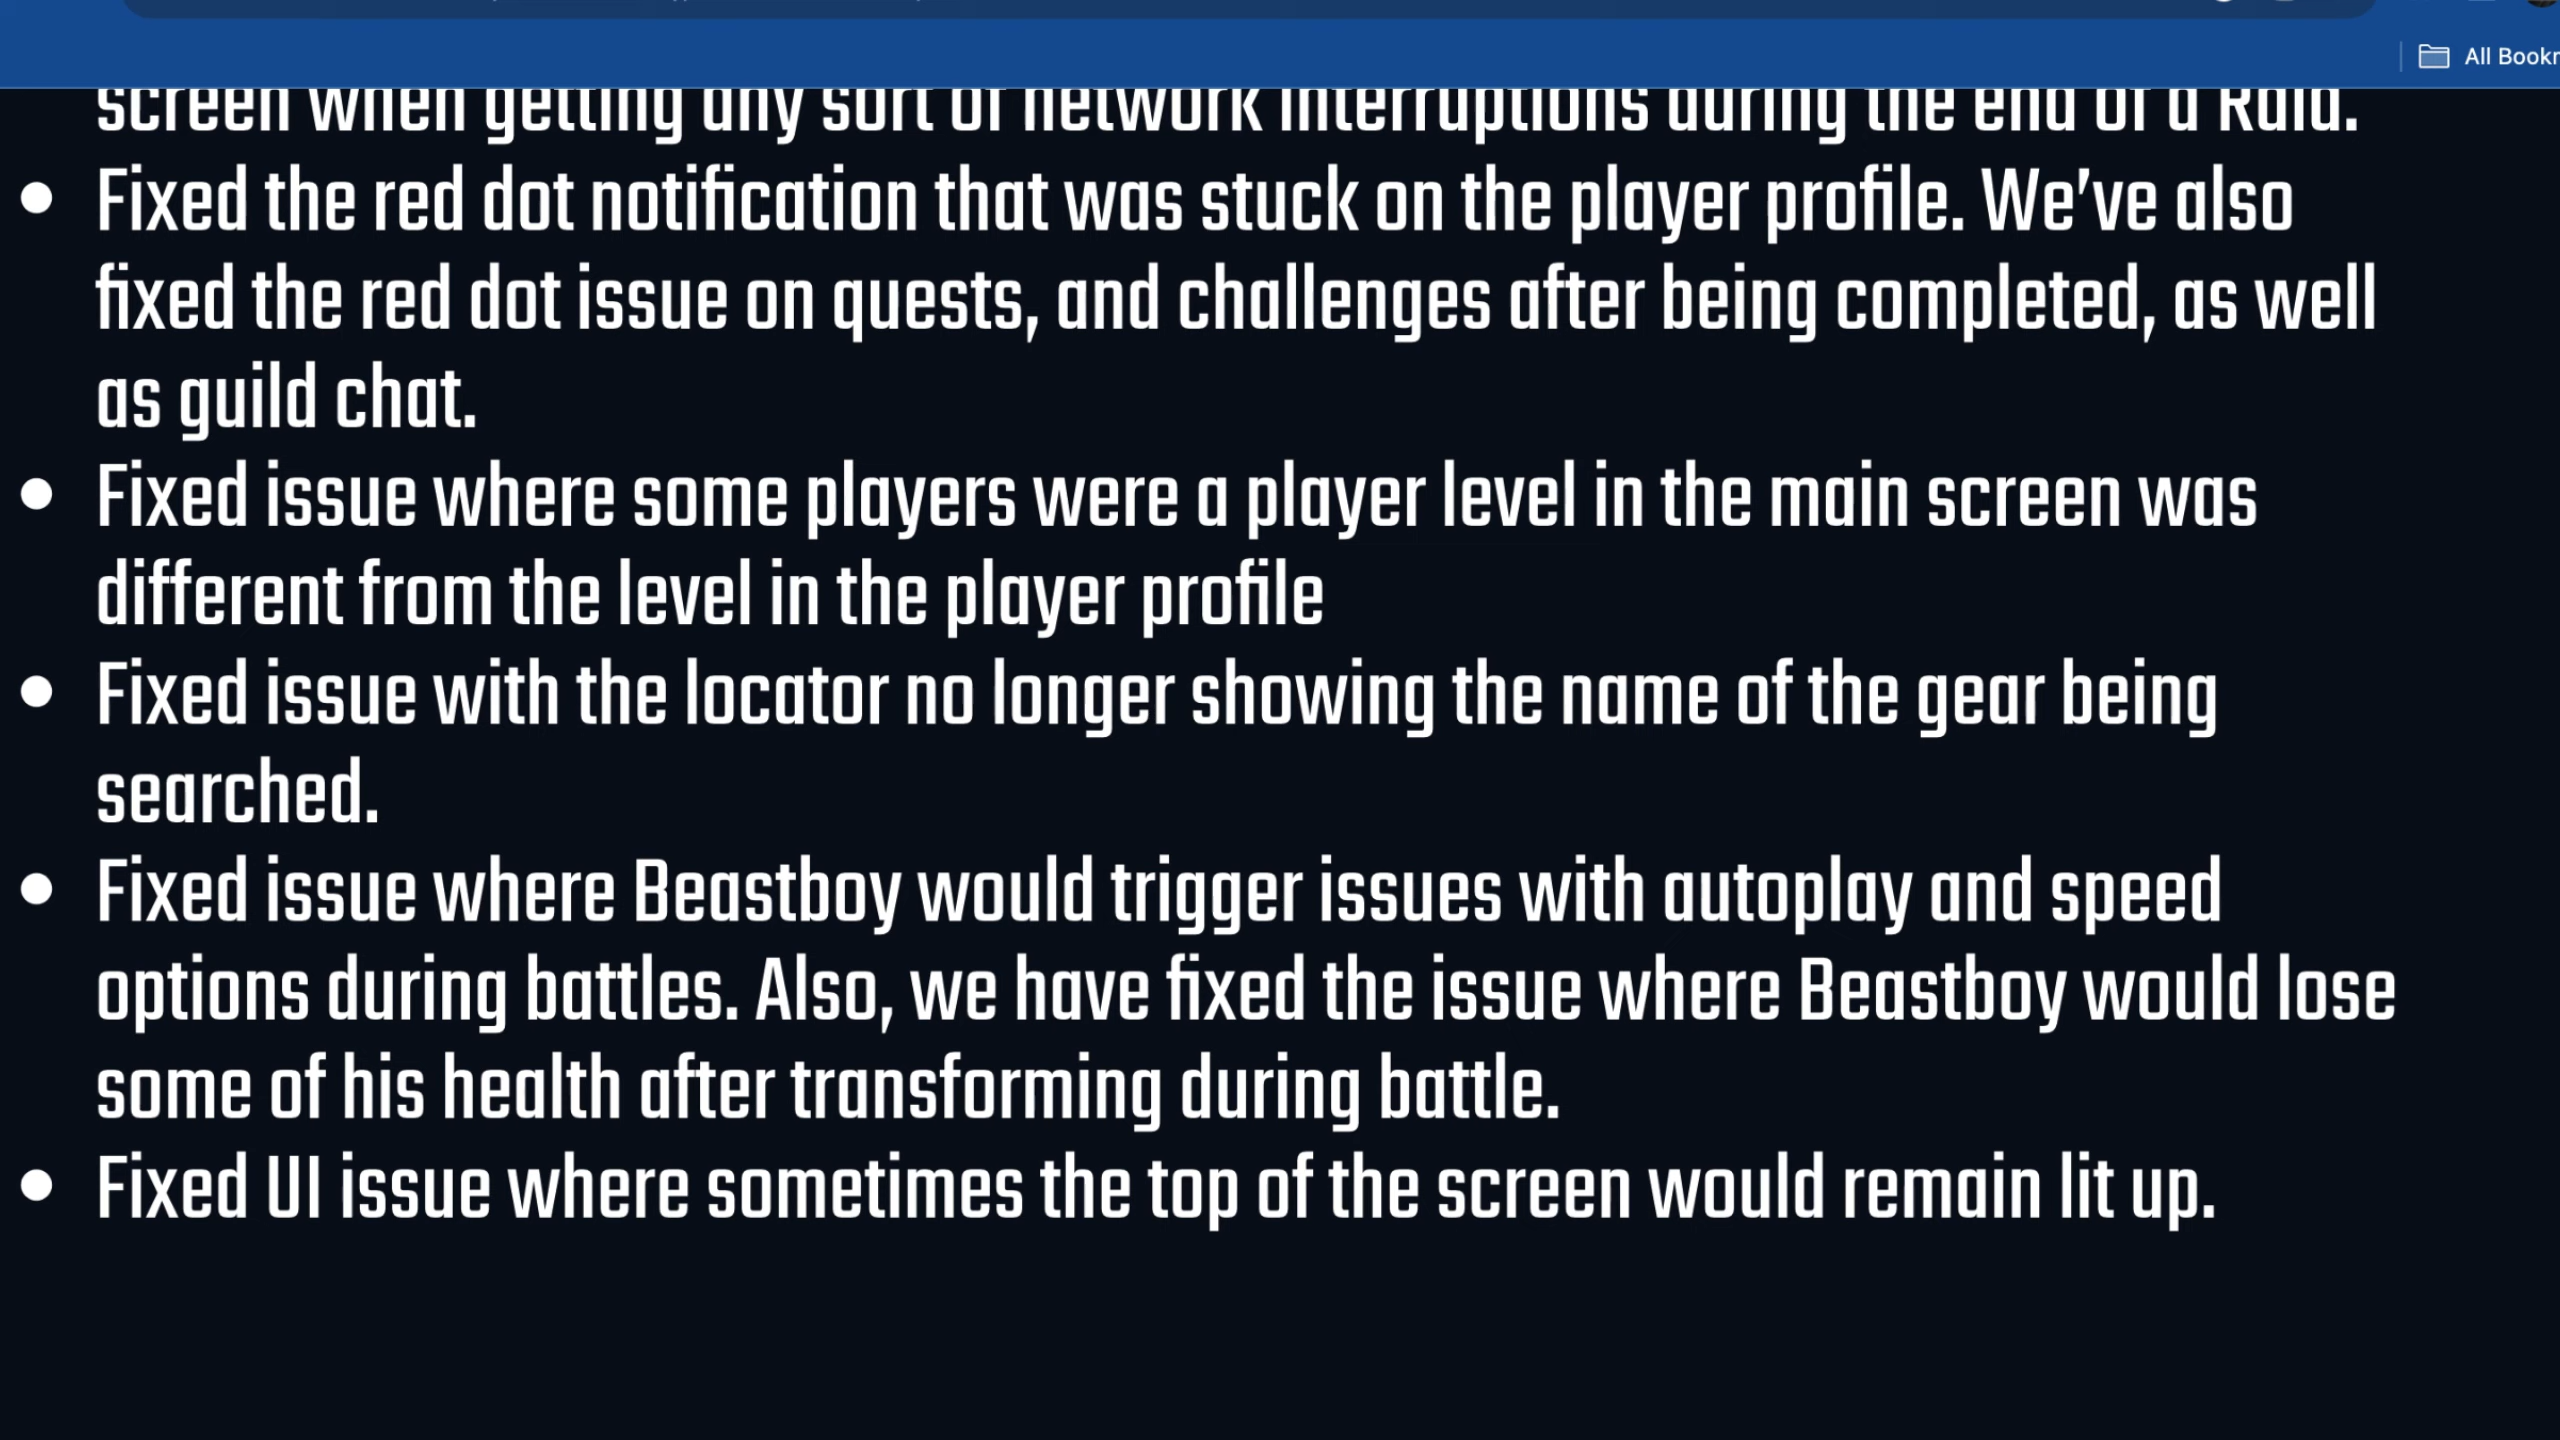 All Book
screen when getting any sort of network interruptions during the end of a Raid.
• Fixed the red dot notification that was stuck on the player profile. We've also
fixed the red dot issue on quests, and challenges after being completed, as well
as guild chat.
• Fixed issue where some players were a player level in the main screen was
different from the level in the player profile
• Fixed issue with the locator no longer showing the name of the gear being
searched.
• Fixed issue where Beastboy would trigger issues with autoplay and speed
options during battles. Also, we have fixed the issue where Beastboy would lose
some of his health after transforming during battle.
• Fixed UI issue where sometimes the top of the screen would remain lit up.